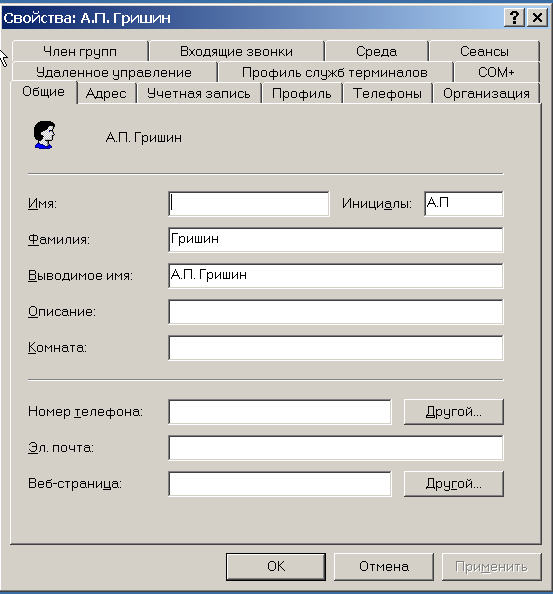 Свойства: А.П. Гришин
Член групп Входящие звонки Среда Сеансы
Удаленное управление Профиль служб терминалов COM+
Общие Адрес Учетная запись Профиль Телефоны Организация
А.П. Гришин
Имя: Инициалы: А.П
Фамилия: Гришин
Выводимое имя: А.П. Гришин
Описание:
Комната:
Номер телефона: Другой...
Эл. почта:
Веб-страница: Другой...
OK Отмена Применить